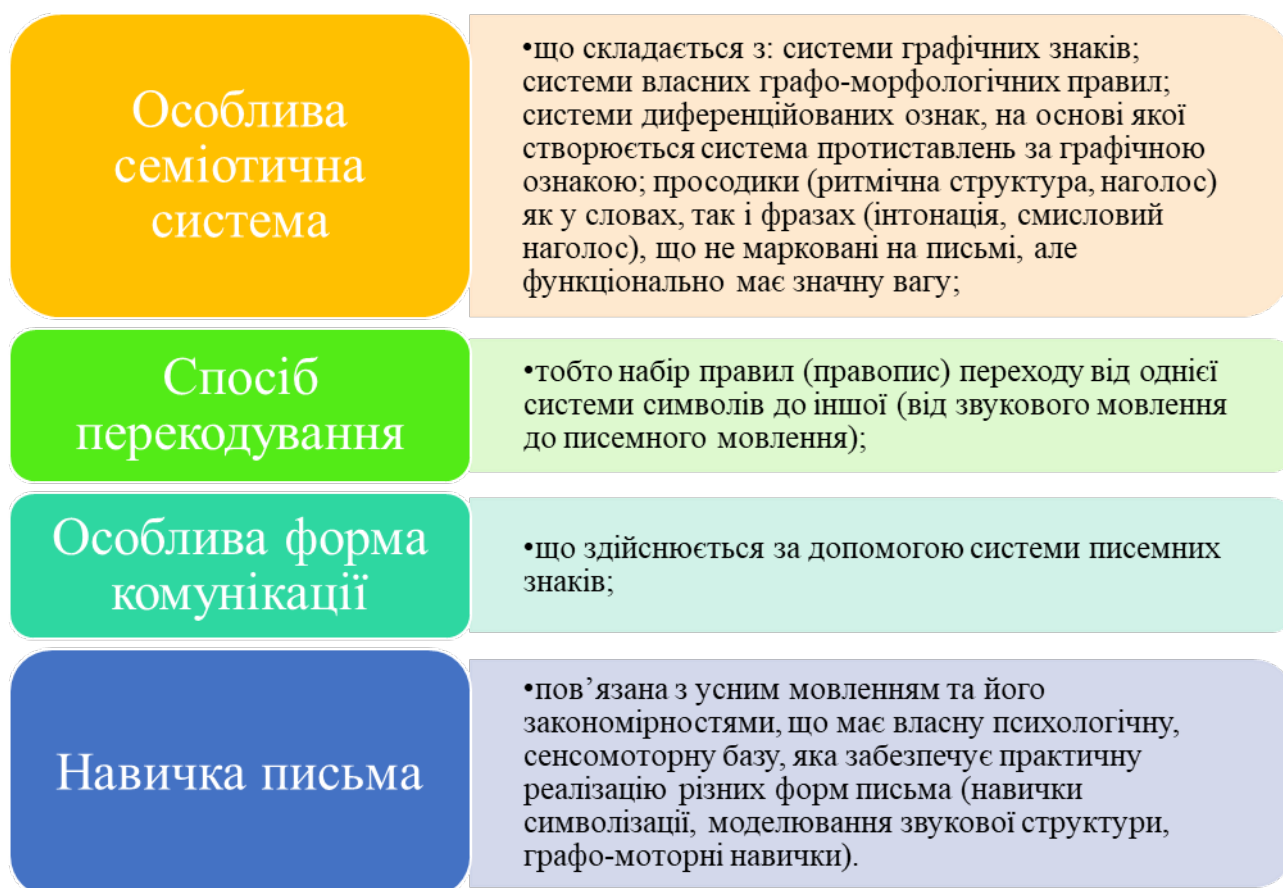 Особлива
семіотична
система
•що складається з: системи графічних знаків;
системи власних графо-морфологічних правил;
системи диференційованих ознак, на основі якої
створюється система протиставлень за графічною
ознакою; просодики (ритмічна структура, наголос)
як у словах, так і фразах (інтонація, смисловий
наголос), що не марковані на письмі, але
функціонально має значну вагу;
Спосіб
перекодування
•тобто набір правил (правопис) переходу від однієї
системи символів до іншої (від звукового мовлення
до писемного мовлення);
Особлива форма
комунікації
•що здійснюється за допомогою системи писемних
знаків;
Навичка письма
•пов’язана з усним мовленням та його
закономірностями, що має власну психологічну,
сенсомоторну базу, яка забезпечує практичну
реалізацію різних форм письма (навички
символізації, моделювання звукової структури,
графо-моторні навички).